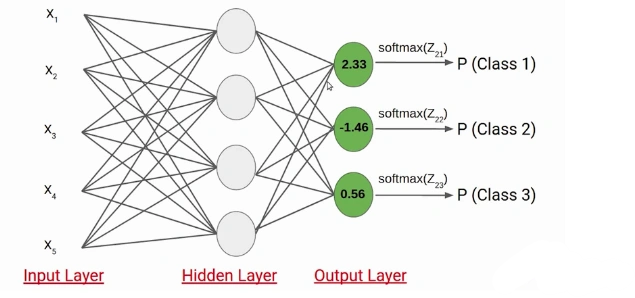 X₁
X₂
X₃
X₄
X₅
2.33
-1.46
0.56
softmax(Z₂₁)
P (Class 1)
softmax(Z₂₂)
P (Class 2)
softmax(Z₂₃)
P (Class 3)
Input Layer
Hidden Layer
Output Layer